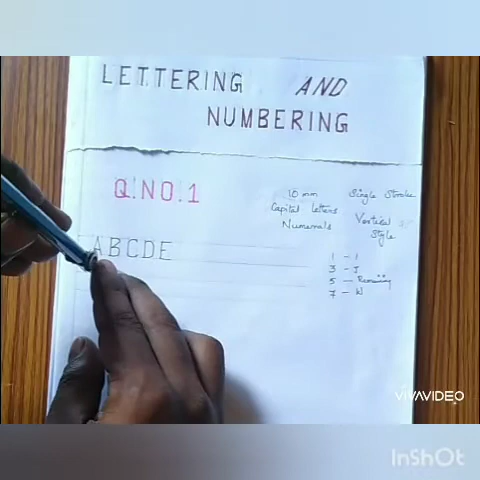 LETTERING AND
NUMBERING
Q.NO.1
10 mm Single Stroke
Capital Letters Vertical
Numerals Style
ABCDE
1 - I
3 - J
5 - Remaining
7 - W
VIVAVIDEO
InShOt